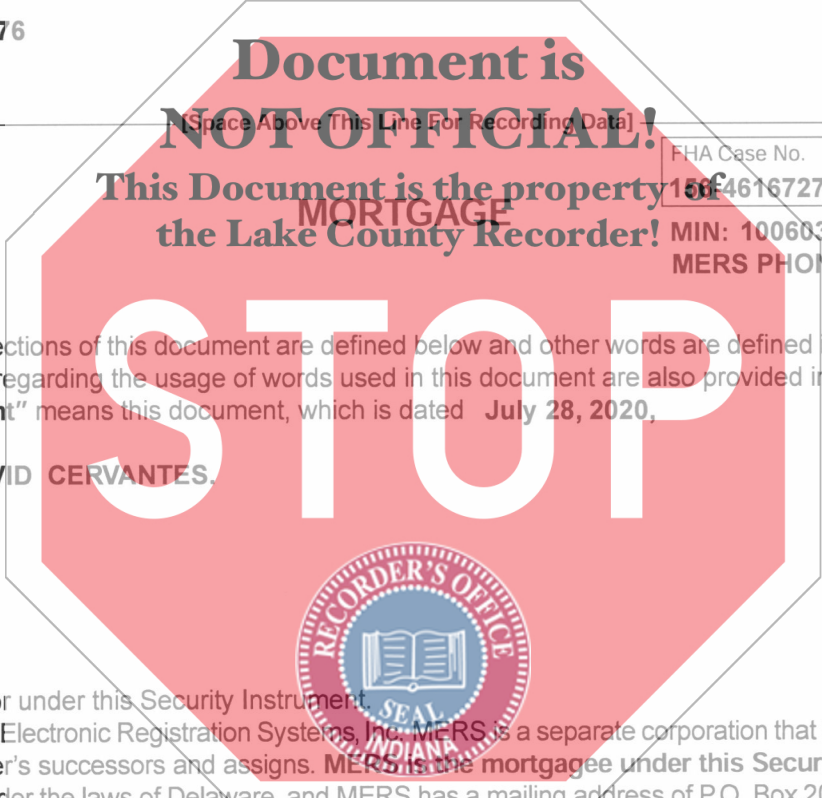 76
Document is
NOT OFFICIAL!
[Space Above This Line For Recording Data]
FHA Case No.
This Document is the property of
156-4616727
MORTGAGE
the Lake County Recorder!
MIN: 100603
MERS PHON
STOP
ections of this document are defined below and other words are defined i
regarding the usage of words used in this document are also provided in
nt" means this document, which is dated July 28, 2020,
VID CERVANTES.
RECORDER'S OFFICE
SEAL
INDIANA
r under this Security Instrument.
Electronic Registration Systems, Inc. MERS is a separate corporation that
er's successors and assigns. MERS is the mortgagee under this Secur
der the laws of Delaware, and MERS has a mailing address of P.O. Box 20